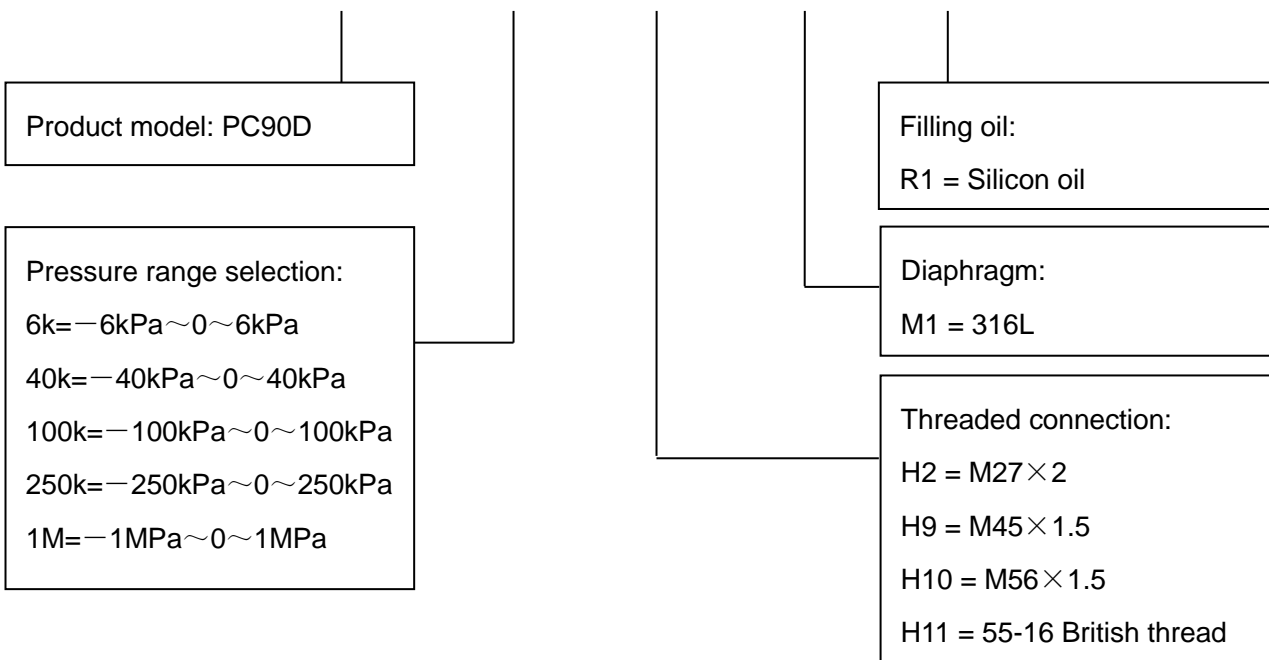 Product model: PC90D
Pressure range selection:
6k=－6kPa～0～6kPa
40k=－40kPa～0～40kPa
100k=－100kPa～0～100kPa
250k=－250kPa～0～250kPa
1M=－1MPa～0～1MPa
Filling oil:
R1 = Silicon oil
Diaphragm:
M1 = 316L
Threaded connection:
H2 = M27×2
H9 = M45×1.5
H10 = M56×1.5
H11 = 55-16 British thread